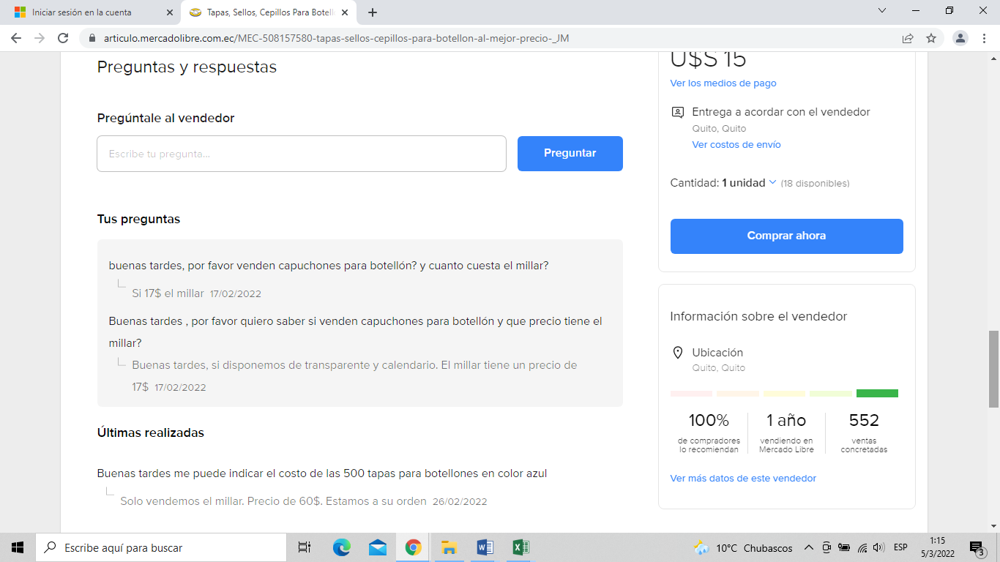 Iniciar sesión en la cuenta
Tapas, Sellos, Cepillos Para Botell
articulo.mercadolibre.com.ec/MEC-508157580-tapas-sellos-cepillos-para-botellon-al-mejor-precio-_JM
Preguntas y respuestas
Pregúntale al vendedor
Escribe tu pregunta...
Preguntar
Tus preguntas
buenas tardes, por favor venden capuchones para botellón? y cuanto cuesta el millar?
Si 17$ el millar 17/02/2022
Buenas tardes , por favor quiero saber si venden capuchones para botellón y que precio tiene el
millar?
Buenas tardes, si disponemos de transparente y calendario. El millar tiene un precio de
17$ 17/02/2022
Últimas realizadas
Buenas tardes me puede indicar el costo de las 500 tapas para botellones en color azul
Solo vendemos el millar. Precio de 60$. Estamos a su orden 26/02/2022
U$S 15
Ver los medios de pago
Entrega a acordar con el vendedor
Quito, Quito
Ver costos de envío
Cantidad: 1 unidad (18 disponibles)
Comprar ahora
Información sobre el vendedor
Ubicación
Quito, Quito
100%
de compradores
lo recomiendan
1 año
vendiendo en
Mercado Libre
552
ventas
concretadas
Ver más datos de este vendedor
Escribe aquí para buscar
10°C Chubascos
ESP
1:15
5/3/2022
3